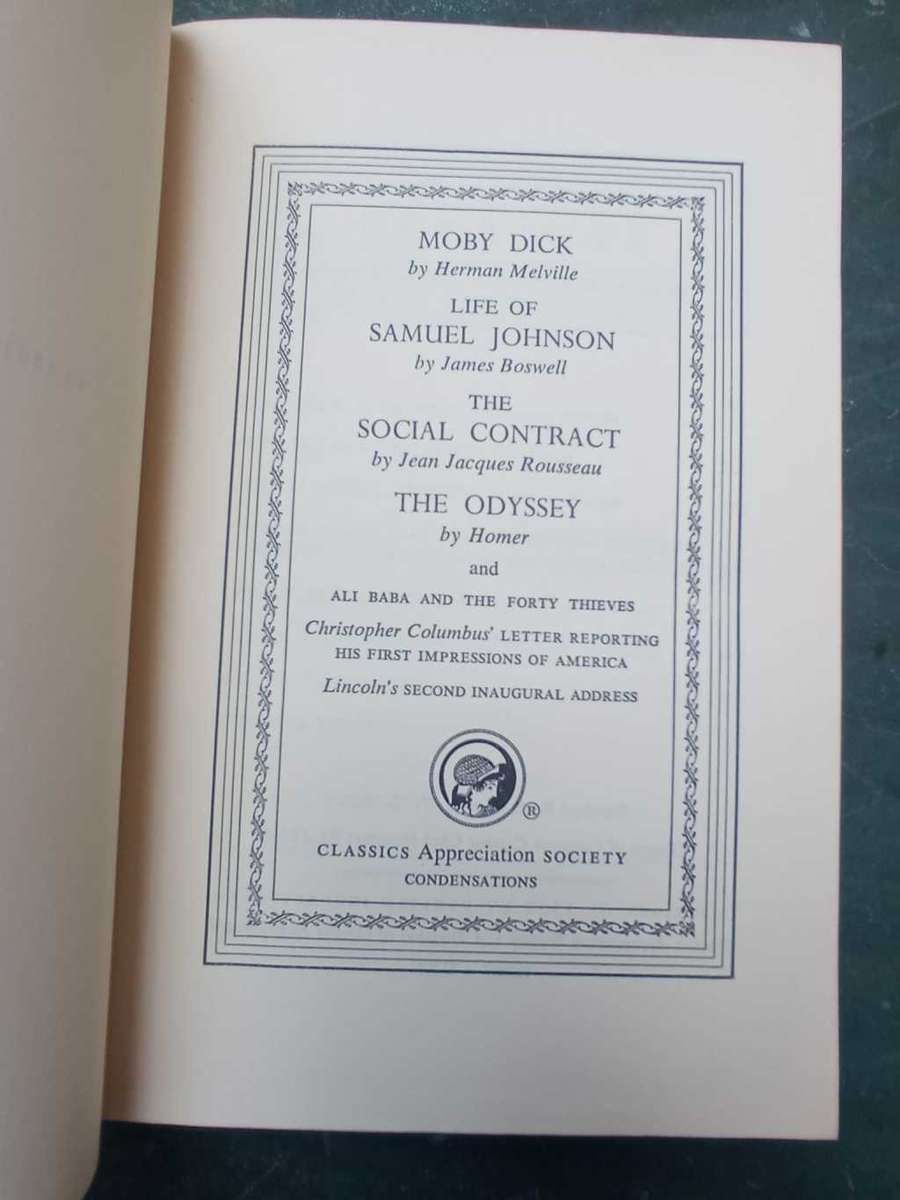 MOBY DICK
by Herman Melville
LIFE OF
SAMUEL JOHNSON
by James Boswell
THE
SOCIAL CONTRACT
by Jean Jacques Rousseau
THE ODYSSEY
by Homer
and
ALI BABA AND THE FORTY THIEVES
Christopher Columbus' LETTER REPORTING
HIS FIRST IMPRESSIONS OF AMERICA
Lincoln's SECOND INAUGURAL ADDRESS
®
CLASSICS Appreciation SOCIETY
CONDENSATIONS